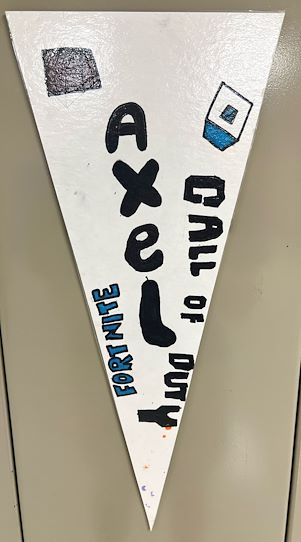 AXel
CALL OF DUTY
FORTNITE